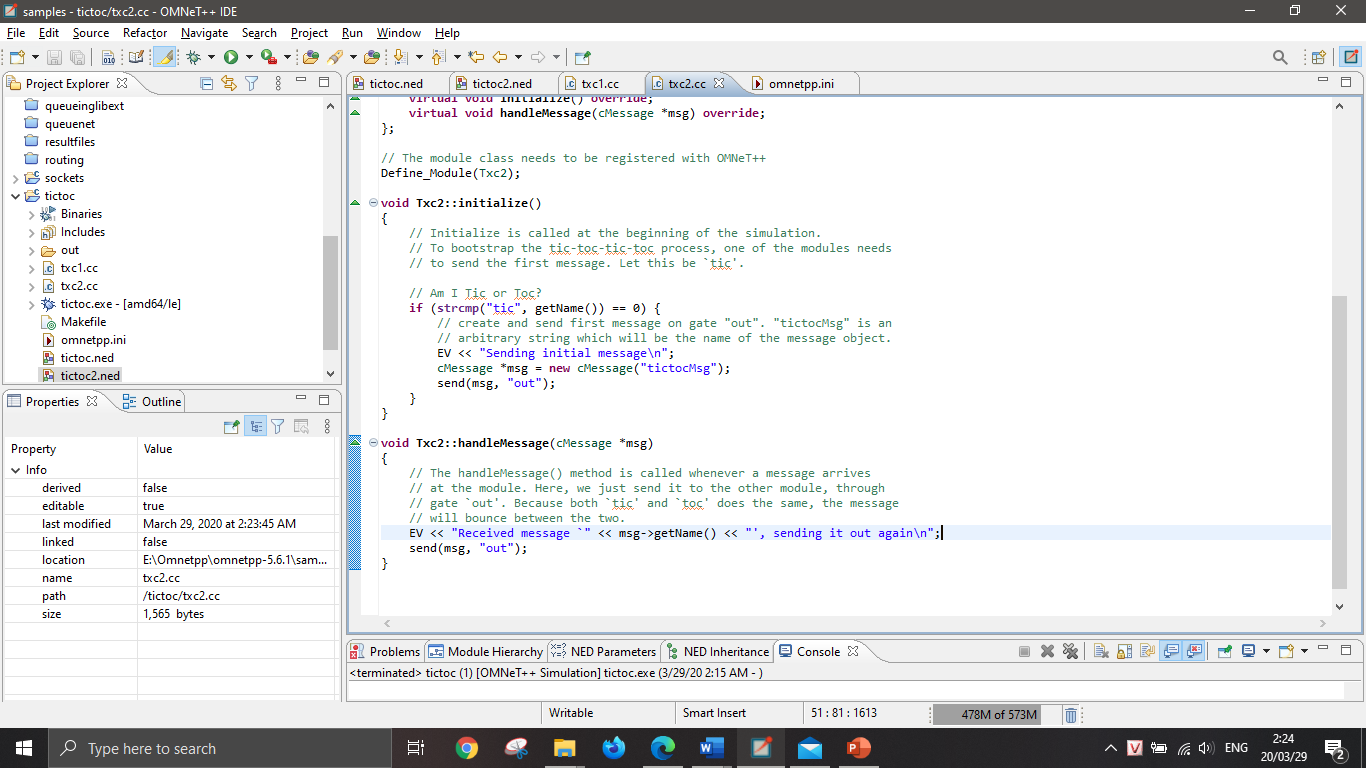 samples - tictoc/txc2.cc - OMNeT++ IDE
File Edit Source Refactor Navigate Search Project Run Window Help
Project Explorer
queueinglibext
queuenet
resultfiles
routing
sockets
tictoc
Binaries
Includes
out
txc1.cc
txc2.cc
tictoc.exe - [amd64/le]
Makefile
omnetpp.ini
tictoc.ned
tictoc2.ned
Properties Outline
Property Value
Info
derived false
editable true
last modified March 29, 2020 at 2:23:45 AM
linked false
location E:\Omnetpp\omnetpp-5.6.1\sam...
name txc2.cc
path /tictoc/txc2.cc
size 1,565 bytes
tictoc.ned tictoc2.ned txc1.cc txc2.cc omnetpp.ini
virtual void initialize() override;
virtual void handleMessage(cMessage *msg) override;
};
// The module class needs to be registered with OMNeT++
Define_Module(Txc2);
void Txc2::initialize()
{
// Initialize is called at the beginning of the simulation.
// To bootstrap the tic-toc-tic-toc process, one of the modules needs
// to send the first message. Let this be `tic'.
// Am I Tic or Toc?
if (strcmp("tic", getName()) == 0) {
// create and send first message on gate "out". "tictocMsg" is an
// arbitrary string which will be the name of the message object.
EV << "Sending initial message\n";
cMessage *msg = new cMessage("tictocMsg");
send(msg, "out");
}
}
void Txc2::handleMessage(cMessage *msg)
{
// The handleMessage() method is called whenever a message arrives
// at the module. Here, we just send it to the other module, through
// gate `out'. Because both `tic' and `toc' does the same, the message
// will bounce between the two.
EV << "Received message `" << msg->getName() << "', sending it out again\n";
send(msg, "out");
}
Problems Module Hierarchy NED Parameters NED Inheritance Console
<terminated> tictoc (1) [OMNeT++ Simulation] tictoc.exe (3/29/20 2:15 AM - )
Writable Smart Insert 51 : 81 : 1613 478M of 573M
Type here to search
ENG
2:24
20/03/29
2